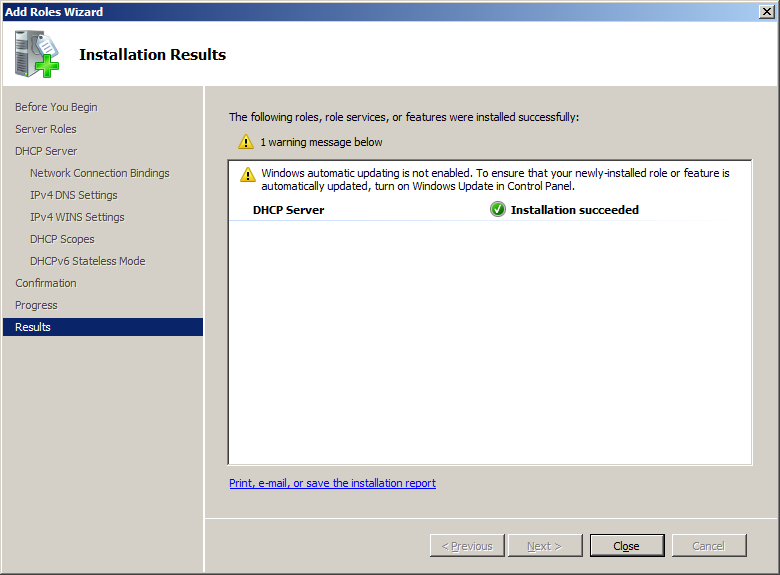 Add Roles Wizard
Installation Results
Before You Begin
Server Roles
DHCP Server
Network Connection Bindings
IPv4 DNS Settings
IPv4 WINS Settings
DHCP Scopes
DHCPv6 Stateless Mode
Confirmation
Progress
Results
The following roles, role services, or features were installed successfully:
1 warning message below
Windows automatic updating is not enabled. To ensure that your newly-installed role or feature is
automatically updated, turn on Windows Update in Control Panel.
DHCP Server Installation succeeded
Print, e-mail, or save the installation report
< Previous Next > Close Cancel